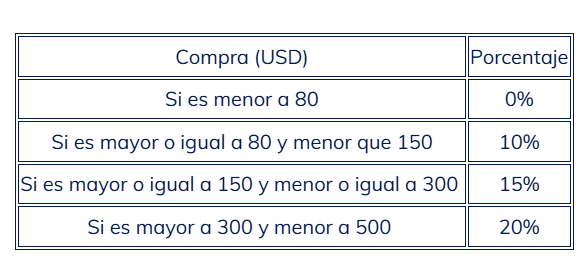 Compra (USD) Porcentaje
Si es menor a 80 0%
Si es mayor o igual a 80 y menor que 150 10%
Si es mayor o igual a 150 y menor o igual a 300 15%
Si es mayor a 300 y menor a 500 20%